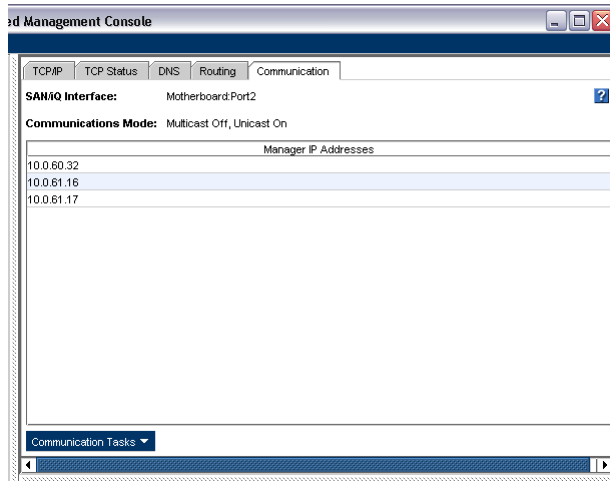 ed Management Console
TCP/IP TCP Status DNS Routing Communication
SAN/iQ Interface: Motherboard:Port2
?
Communications Mode: Multicast Off, Unicast On
Manager IP Addresses
10.0.60.32
10.0.61.16
10.0.61.17
Communication Tasks